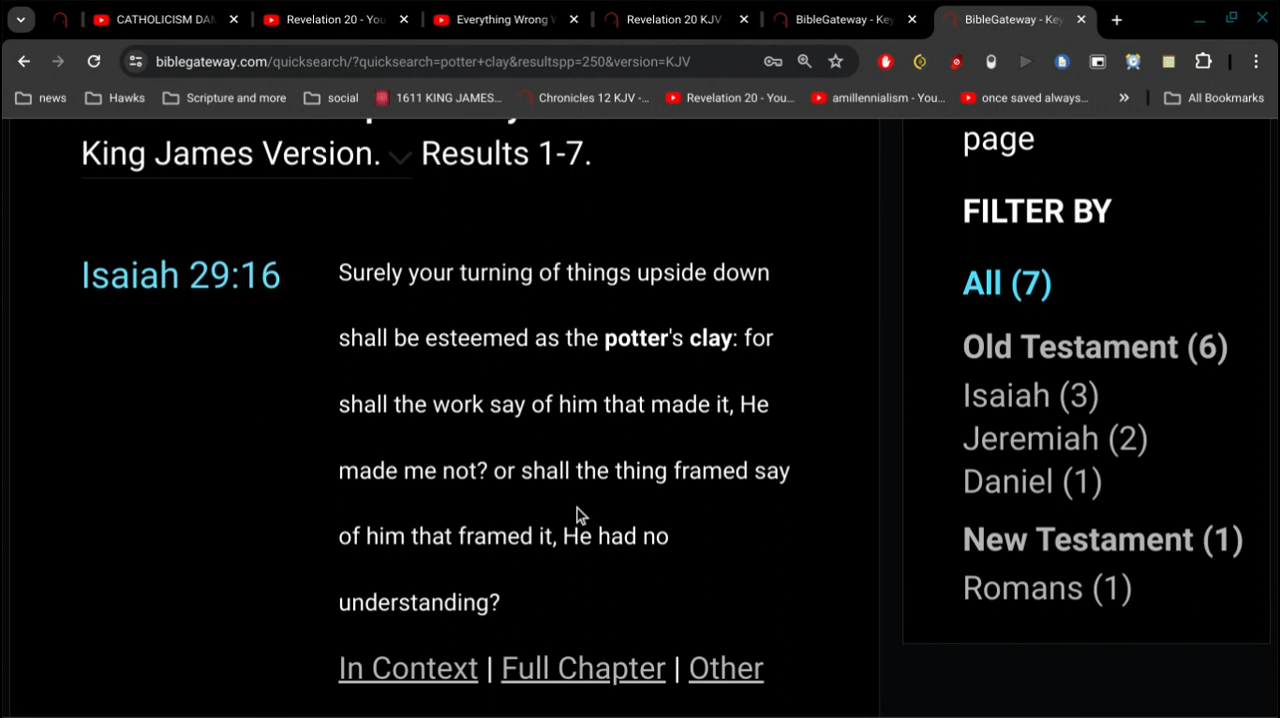 CATHOLICISM DAN
Revelation 20 - You
Everything Wrong W
Revelation 20 KJV
BibleGateway - Key
BibleGateway - Key
biblegateway.com/quicksearch/?quicksearch=potter+clay&resultspp=250&version=KJV
news
Hawks
Scripture and more
social
1611 KING JAMES...
Chronicles 12 KJV -...
Revelation 20 - You...
amillennialism - You...
once saved always...
All Bookmarks
King James Version. Results 1-7.
Isaiah 29:16
Surely your turning of things upside down
shall be esteemed as the potter's clay: for
shall the work say of him that made it, He
made me not? or shall the thing framed say
of him that framed it, He had no
understanding?
In Context | Full Chapter | Other
page
FILTER BY
All (7)
Old Testament (6)
Isaiah (3)
Jeremiah (2)
Daniel (1)
New Testament (1)
Romans (1)